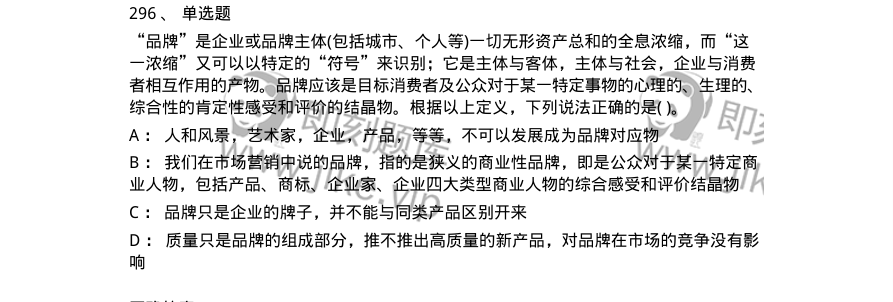 296 、 单选题
“品牌”是企业或品牌主体(包括城市、个人等)一切无形资产总和的全息浓缩，而“这
一浓缩”又可以以特定的“符号”来识别；它是主体与客体，主体与社会，企业与消费
者相互作用的产物。品牌应该是目标消费者及公众对于某一特定事物的心理的、生理的、
综合性的肯定性感受和评价的结晶物。根据以上定义，下列说法正确的是( )。
A ： 人和风景，艺术家，企业，产品，等等，不可以发展成为品牌对应物
B ： 我们在市场营销中说的品牌，指的是狭义的商业性品牌，即是公众对于某一特定商
业人物，包括产品、商标、企业家、企业四大类型商业人物的综合感受和评价结晶物
C ： 品牌只是企业的牌子，并不能与同类产品区别开来
D ： 质量只是品牌的组成部分，推不推出高质量的新产品，对品牌在市场的竞争没有影
响